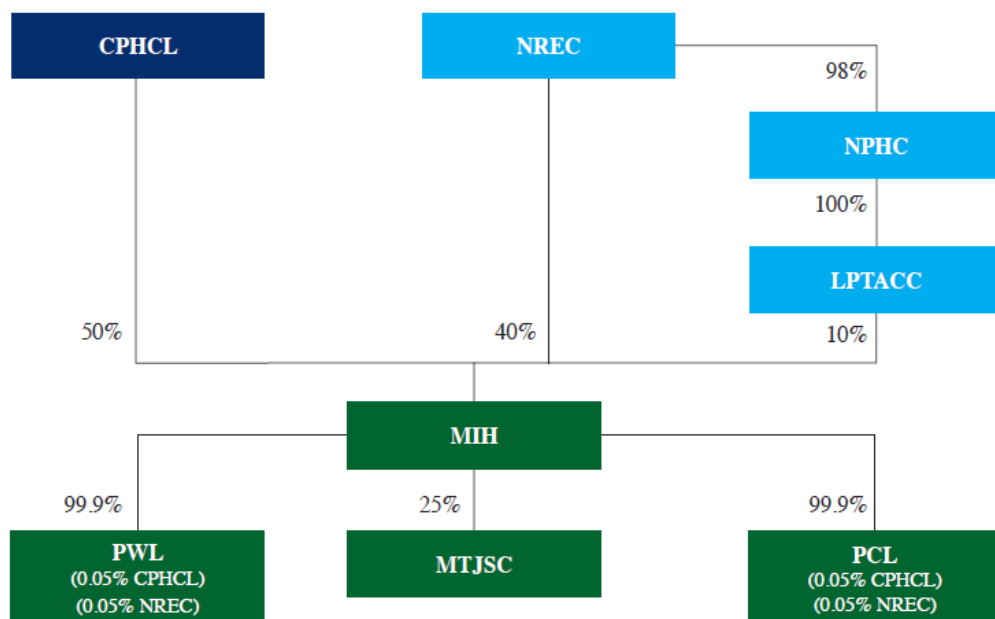 CPHCL
NREC
98%
NPHC
100%
LPTACC
50%
40%
10%
MIH
99.9%
25%
99.9%
PWL
(0.05% CPHCL)
(0.05% NREC)
MTJSC
PCL
(0.05% CPHCL)
(0.05% NREC)